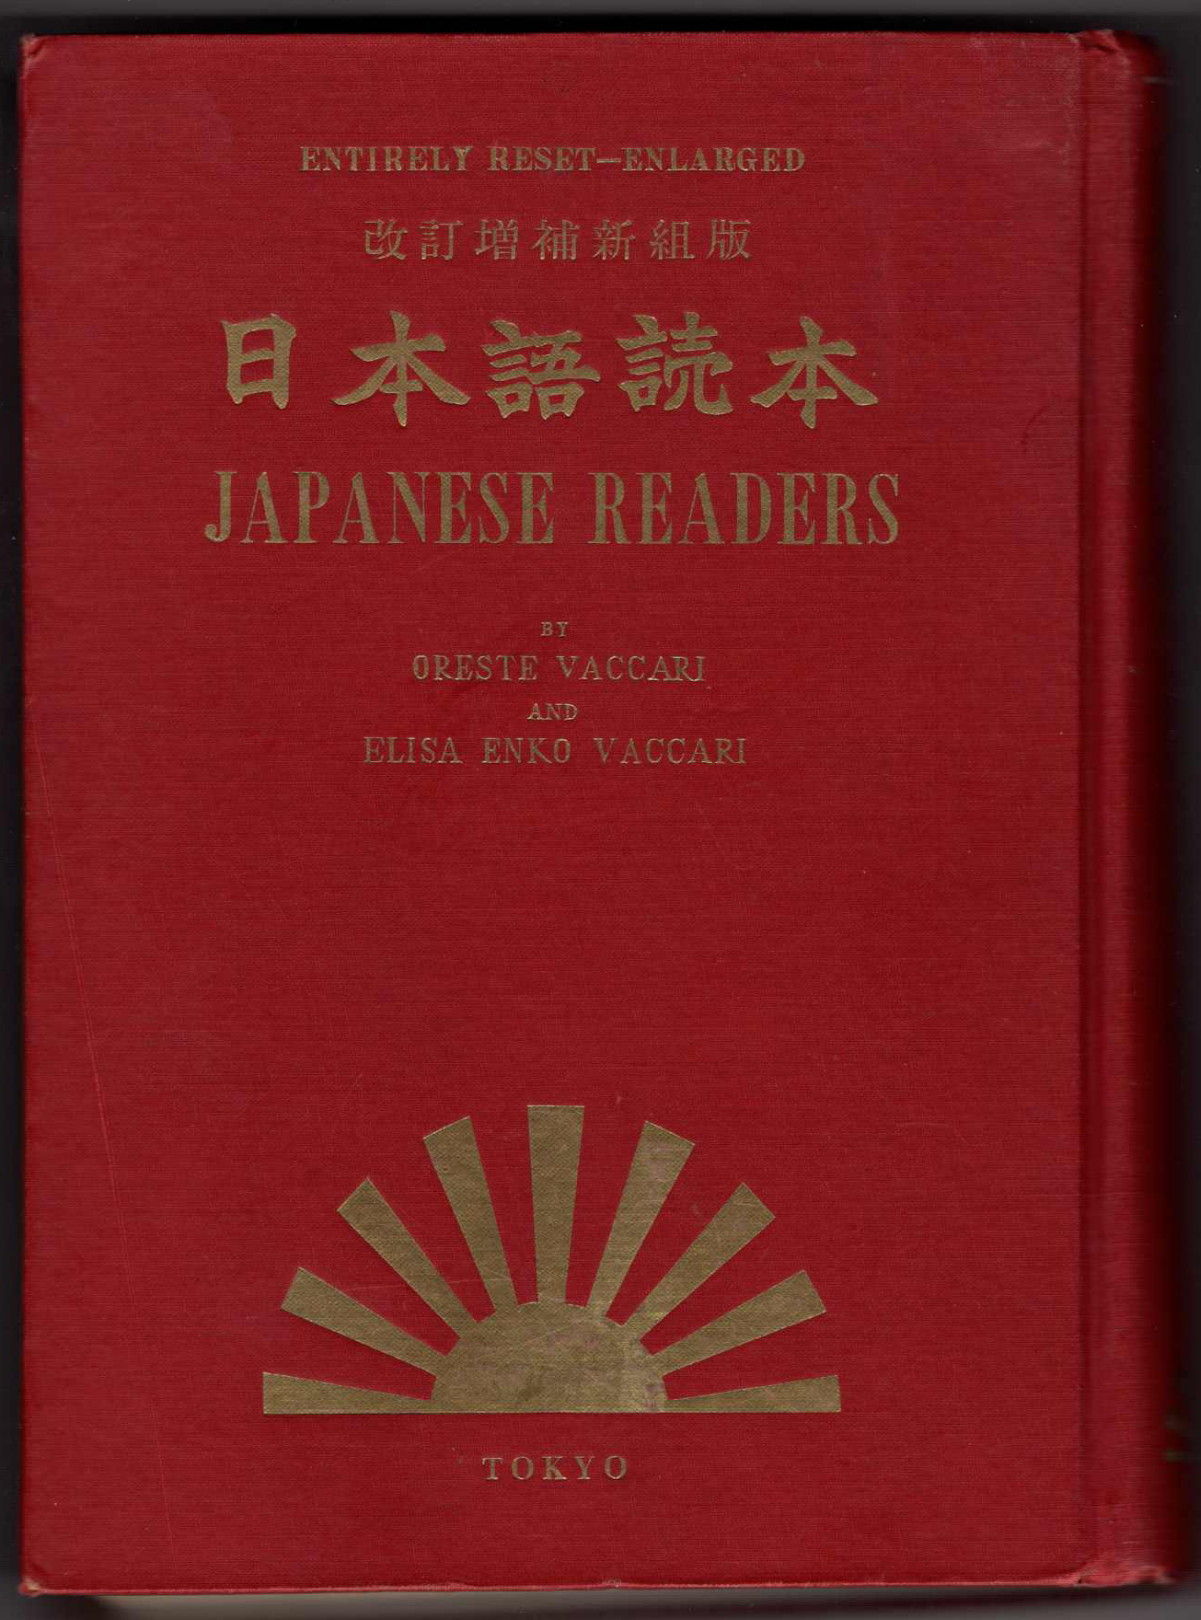 ENTIRELY RESET—ENLARGED
改訂増補新組版
日本語読本
JAPANESE READERS
BY
ORESTE VACCARI
AND
ELISA ENKO VACCARI
TOKYO